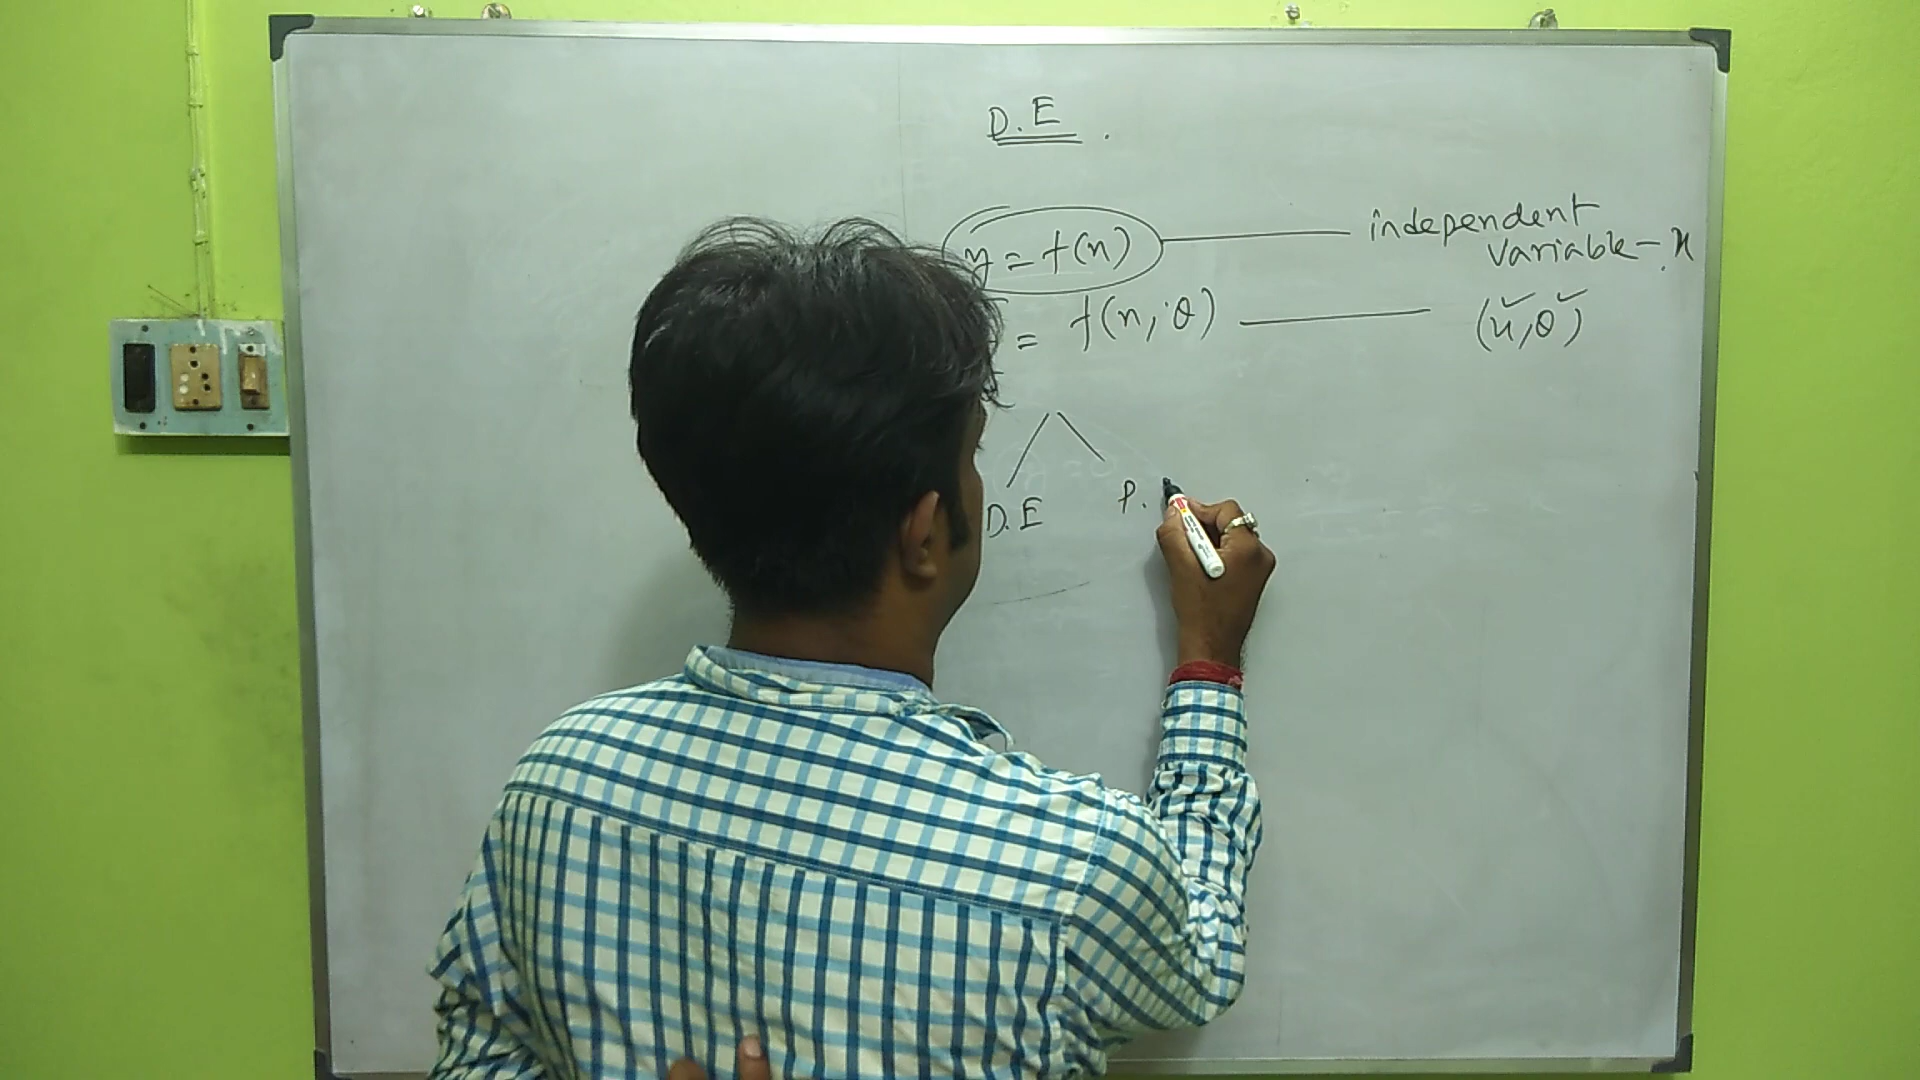 D.E.
y = f(x) — independent
variable - x
= f(x, θ) — (x, θ)
D.E P.